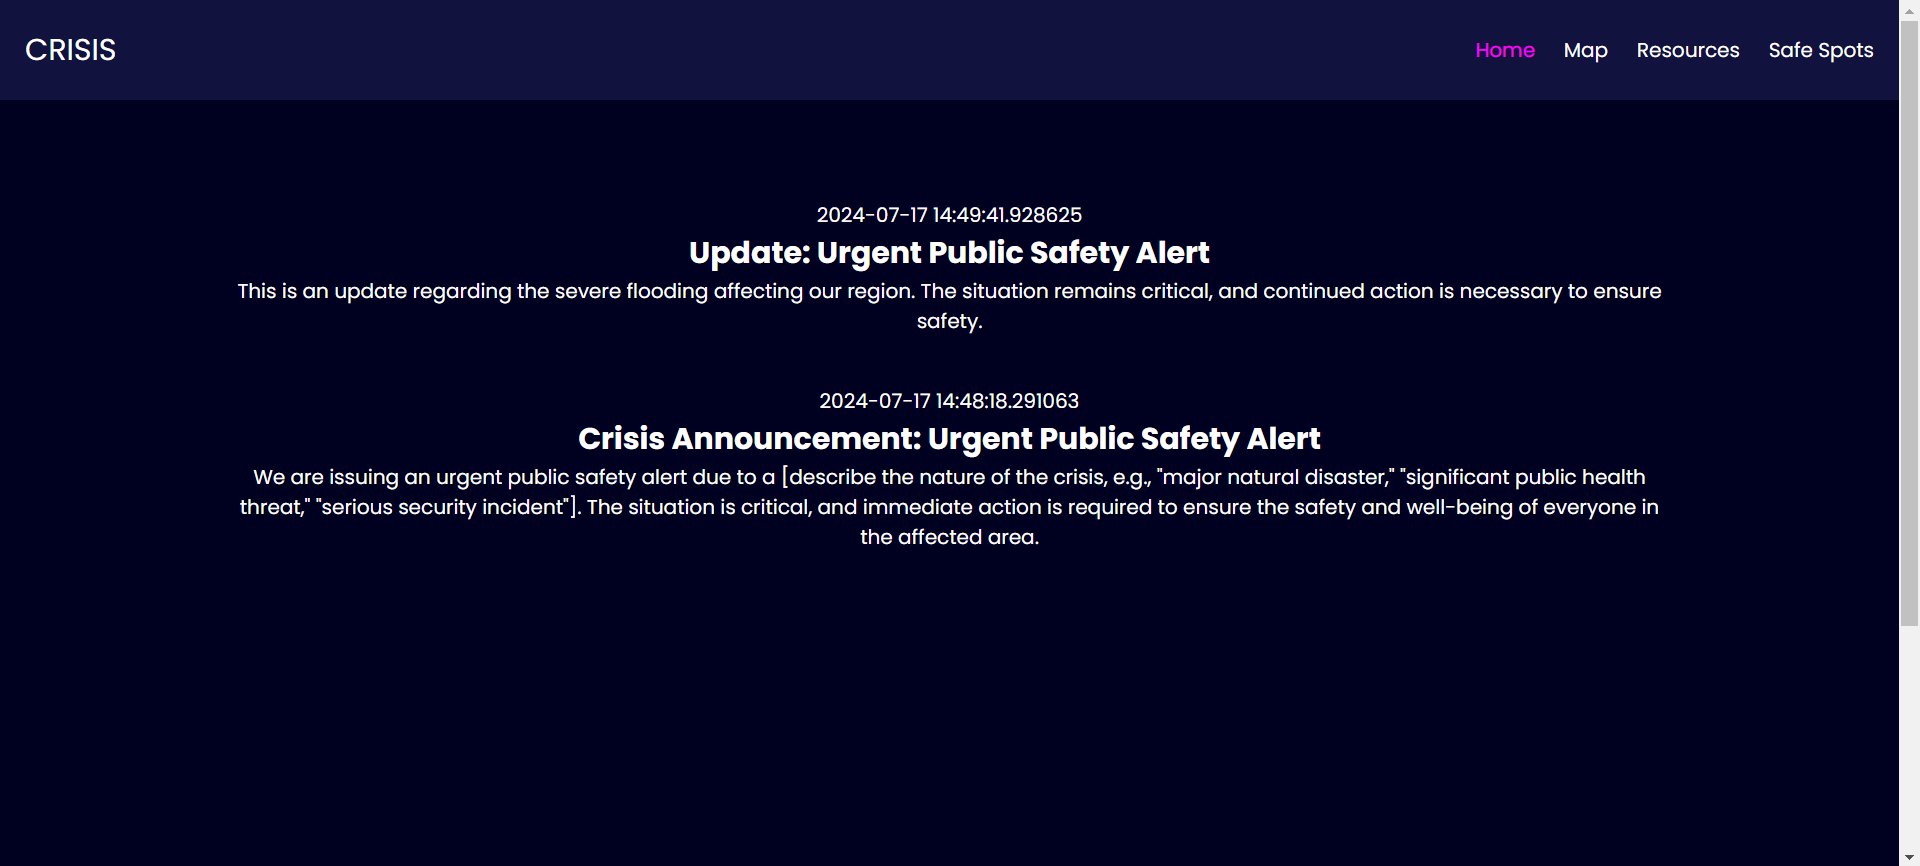 CRISIS
Home Map Resources Safe Spots
2024-07-17 14:49:41.928625
Update: Urgent Public Safety Alert
This is an update regarding the severe flooding affecting our region. The situation remains critical, and continued action is necessary to ensure
safety.
2024-07-17 14:48:18.291063
Crisis Announcement: Urgent Public Safety Alert
We are issuing an urgent public safety alert due to a [describe the nature of the crisis, e.g., "major natural disaster," "significant public health
threat," "serious security incident"]. The situation is critical, and immediate action is required to ensure the safety and well-being of everyone in
the affected area.